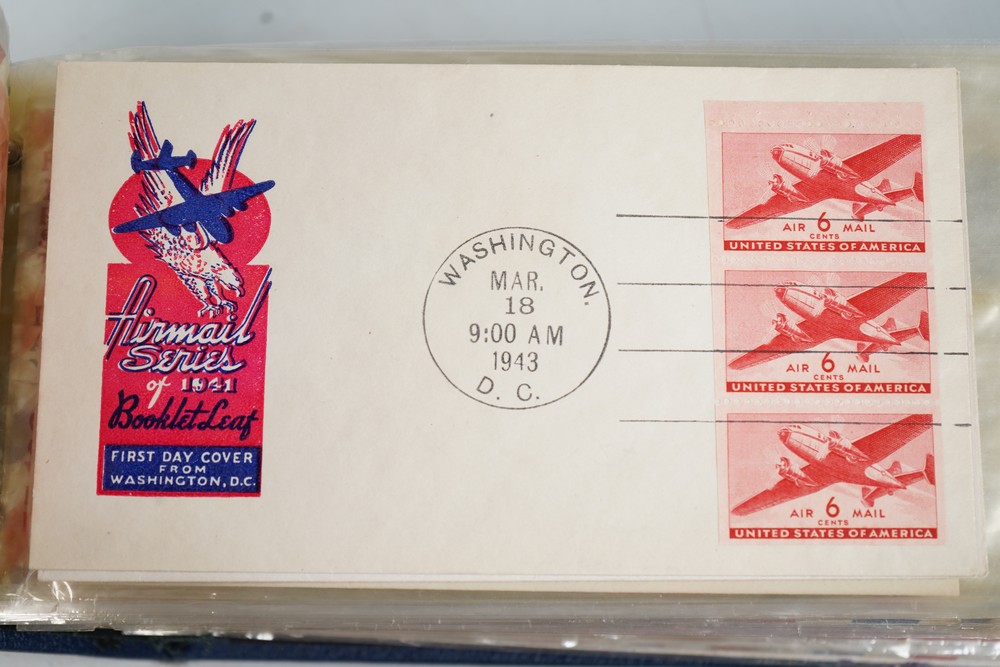 Airmail
Series
of 1941
Booklet Leaf
FIRST DAY COVER
FROM
WASHINGTON, D.C.
WASHINGTON.
MAR.
18
9:00 AM
1943
D. C.
AIR 6 MAIL
CENTS
UNITED STATES OF AMERICA
AIR 6 MAIL
CENTS
UNITED STATES OF AMERICA
AIR 6 MAIL
CENTS
UNITED STATES OF AMERICA